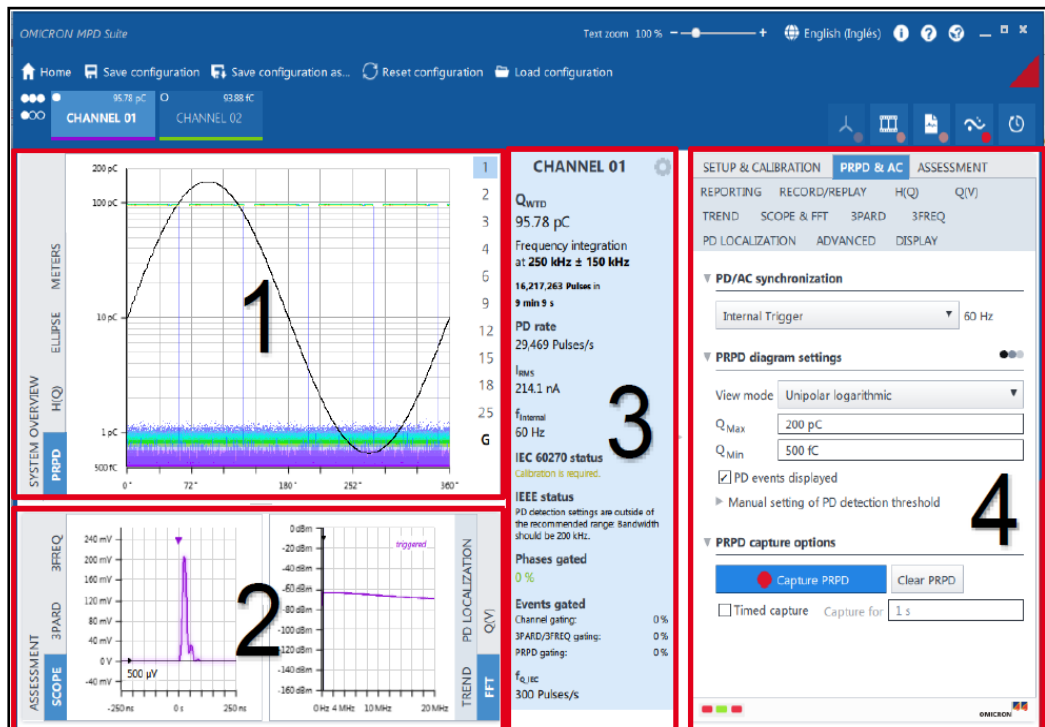 OMICRON MPD Suite
Text zoom 100 % − + English (Inglés)
Home Save configuration Save configuration as... Reset configuration Load configuration
95.78 pC
CHANNEL 01
93.88 fC
CHANNEL 02
SYSTEM OVERVIEW
PRPD
H(Q)
ELLIPSE
METERS
200 pC
100 pC
10 pC
1 pC
500 fC
0° 72° 180° 252° 360°
1
1
2
3
4
6
9
12
15
18
25
G
ASSESSMENT
SCOPE
3PARD
3FREQ
240 mV
200 mV
160 mV
120 mV
80 mV
40 mV
0 V
-40 mV
500 µV
-250 ns 0 s 250 ns
2
0 dBm
-20 dBm
-40 dBm
-60 dBm
-80 dBm
-100 dBm
-120 dBm
-140 dBm
-160 dBm
triggered
0 Hz 4 MHz 10 MHz 20 MHz
TREND
PD LOCALIZATION
FFT
Q(V)
CHANNEL 01
QWTD
95.78 pC
Frequency integration
at 250 kHz ± 150 kHz
16,217,263 Pulses in
9 min 9 s
PD rate
29,469 Pulses/s
IRMS
214.1 nA
fInternal
60 Hz
IEC 60270 status
Calibration is required.
IEEE status
PD detection settings are outside of
the recommended range: Bandwidth
should be 200 kHz.
Phases gated
0 %
Events gated
Channel gating: 0 %
3PARD/3FREQ gating: 0 %
PRPD gating: 0 %
fQ_IEC
300 Pulses/s
3
SETUP & CALIBRATION PRPD & AC ASSESSMENT
REPORTING RECORD/REPLAY H(Q) Q(V)
TREND SCOPE & FFT 3PARD 3FREQ
PD LOCALIZATION ADVANCED DISPLAY
PD/AC synchronization
Internal Trigger 60 Hz
PRPD diagram settings
View mode Unipolar logarithmic
QMax 200 pC
QMin 500 fC
PD events displayed
Manual setting of PD detection threshold
4
PRPD capture options
Capture PRPD Clear PRPD
Timed capture Capture for 1 s
OMICRON